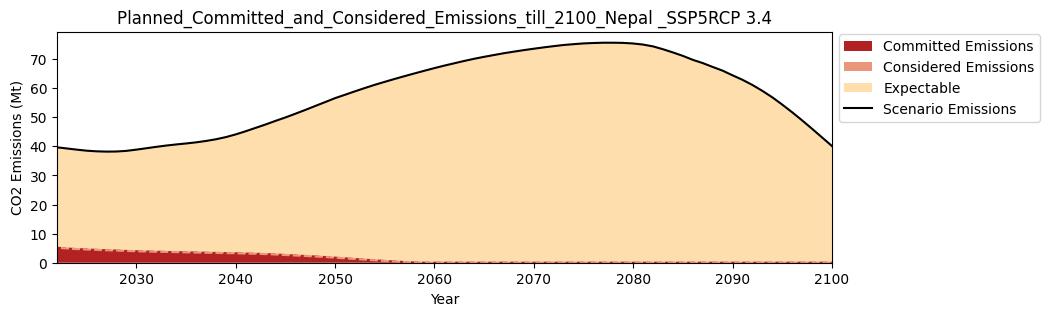 Planned_Committed_and_Considered_Emissions_till_2100_Nepal _SSP5RCP 3.4
Committed Emissions
Considered Emissions
Expectable
Scenario Emissions
CO2 Emissions (Mt)
70
60
50
40
30
20
10
0
2030
2040
2050
2060
2070
2080
2090
2100
Year